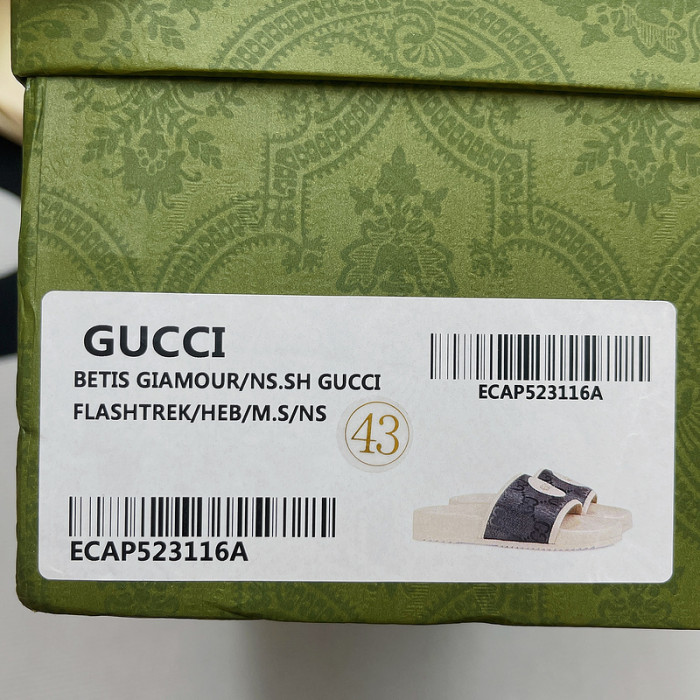 GUCCI
BETIS GIAMOUR/NS.SH GUCCI
FLASHTREK/HEB/M.S/NS
43
ECAP523116A
ECAP523116A